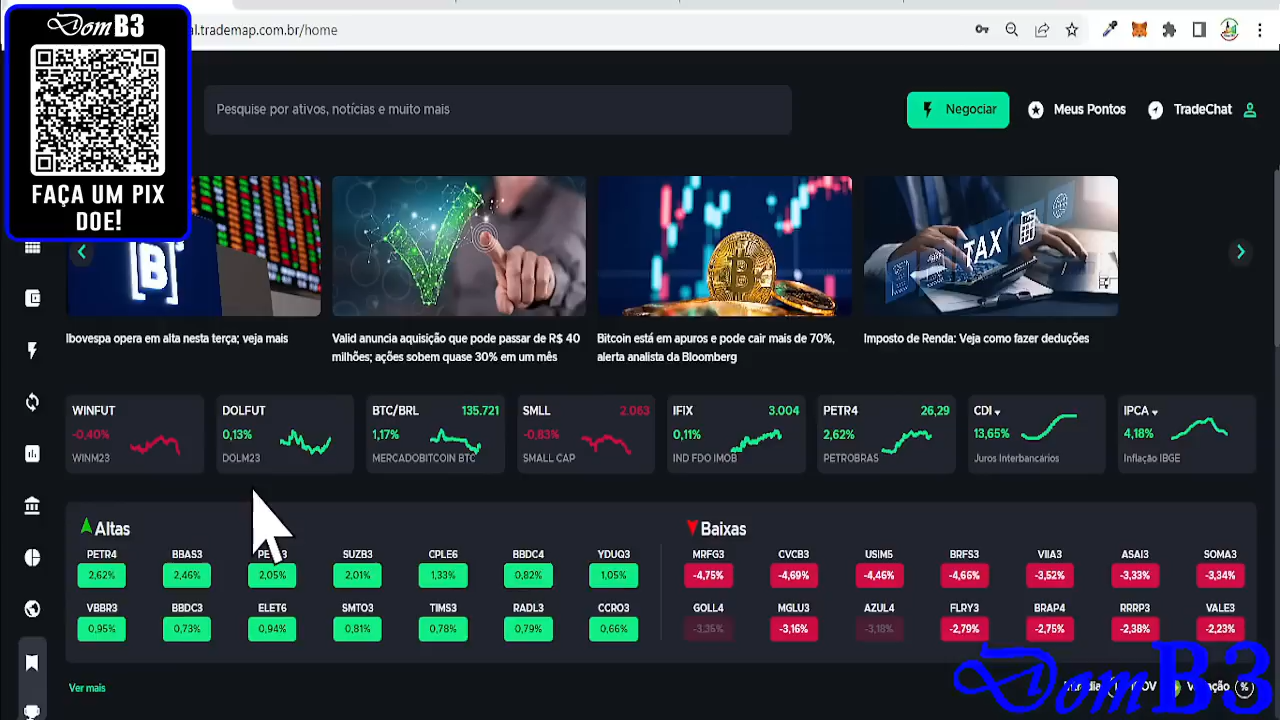 DomB3
FAÇA UM PIX
DOE!
.trademap.com.br/home
Pesquise por ativos, notícias e muito mais
Negociar
Meus Pontos
TradeChat
B
TAX
Ibovespa opera em alta nesta terça; veja mais
Valid anuncia aquisição que pode passar de R$ 40
milhões; ações sobem quase 30% em um mês
Bitcoin está em apuros e pode cair mais de 70%,
alerta analista da Bloomberg
Imposto de Renda: Veja como fazer deduções
WINFUT
-0,40%
WINM23
DOLFUT
0,13%
DOLM23
BTC/BRL 135.721
1,17%
MERCADOBITCOIN BTC
SMLL 2.063
-0,83%
SMALL CAP
IFIX 3.004
0,11%
IND FDO IMOB
PETR4 26,29
2,62%
PETROBRAS
CDI
13,65%
Juros Interbancários
IPCA
4,18%
Inflação IBGE
Altas
PETR4 BBAS3 SUZB3 CPLE6 BBDC4 YDUQ3
2,62% 2,46% 2,05% 2,01% 1,33% 0,82% 1,05%
VBBR3 BBDC3 ELET6 SMTO3 TIMS3 RADL3 CCRO3
0,95% 0,73% 0,94% 0,81% 0,78% 0,79% 0,66%
Baixas
MRFG3 CVCB3 USIM5 BRFS3 VIIA3 ASAI3 SOMA3
-4,75% -4,69% -4,46% -4,66% -3,52% -3,33% -3,34%
GOLL4 MGLU3 AZUL4 FLRY3 BRAP4 RRRP3 VALE3
-3,35% -3,16% -3,18% -2,79% -2,75% -2,38% -2,23%
Ver mais
DomB3